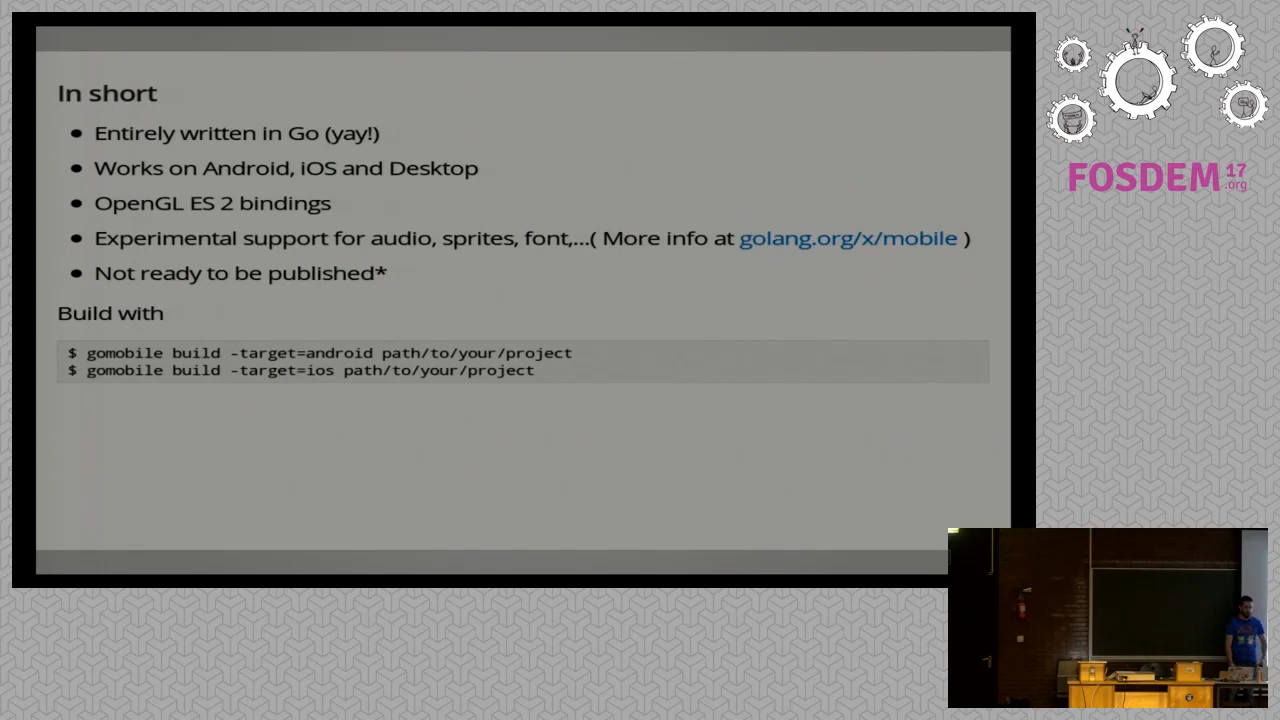 In short
Entirely written in Go (yay!)
Works on Android, iOS and Desktop
OpenGL ES 2 bindings
Experimental support for audio, sprites, font,...( More info at golang.org/x/mobile )
Not ready to be published*
Build with
$ gomobile build -target=android path/to/your/project
$ gomobile build -target=ios path/to/your/project
FOSDEM 17
.org